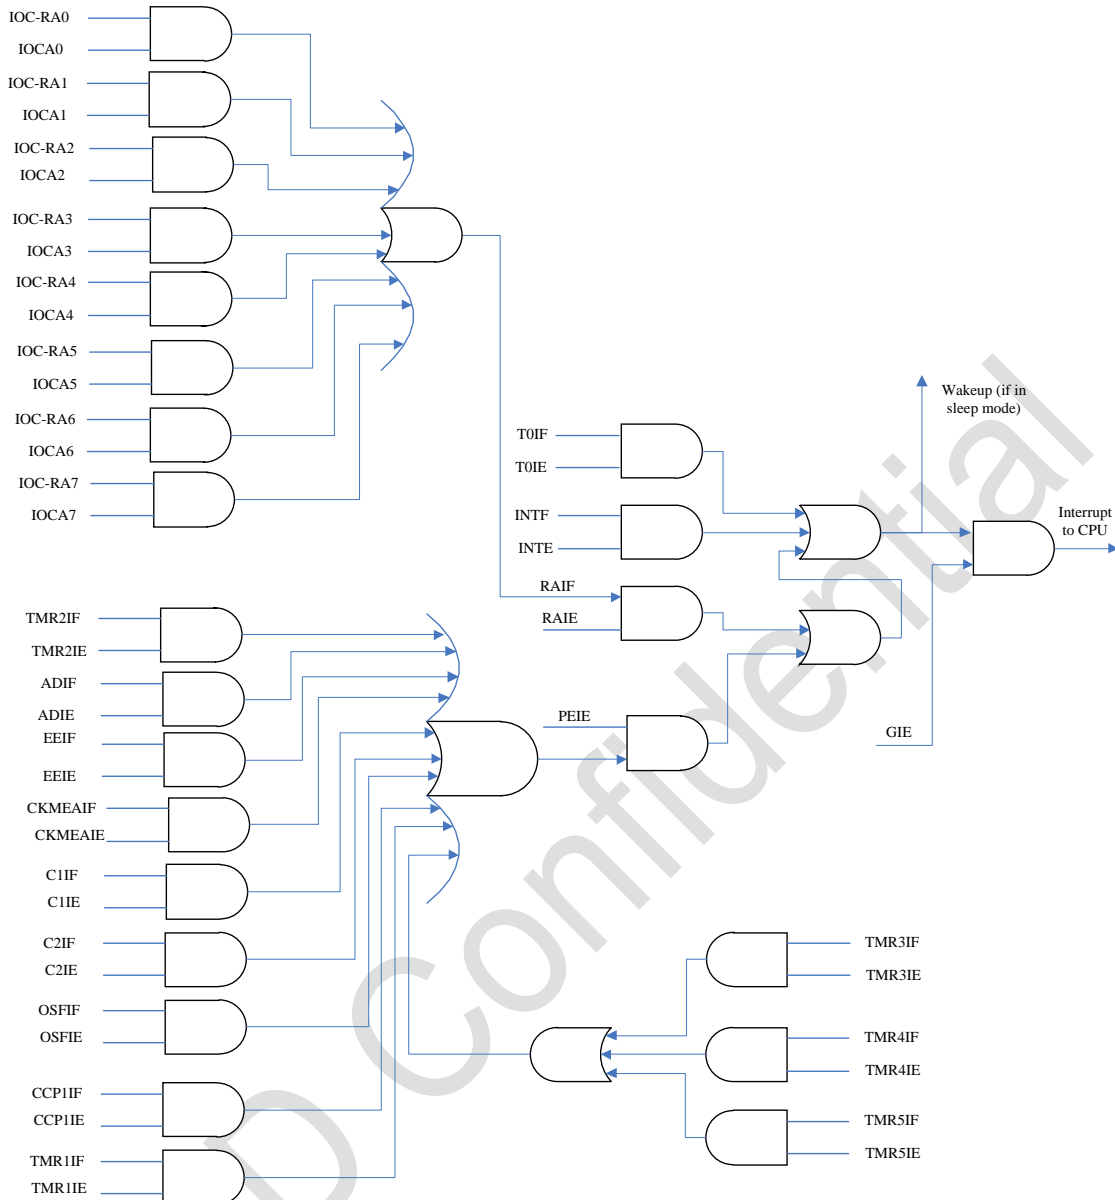 IOC-RA0
IOCA0
IOC-RA1
IOCA1
IOC-RA2
IOCA2
IOC-RA3
IOCA3
IOC-RA4
IOCA4
IOC-RA5
IOCA5
IOC-RA6
IOCA6
IOC-RA7
IOCA7
T0IF
T0IE
INTF
INTE
RAIF
RAIE
Wakeup (if in
sleep mode)
Interrupt
to CPU
GIE
PEIE
TMR2IF
TMR2IE
ADIF
ADIE
EEIF
EEIE
CKMEAIF
CKMEAIE
C1IF
C1IE
C2IF
C2IE
OSFIF
OSFIE
CCP1IF
CCP1IE
TMR1IF
TMR1IE
TMR3IF
TMR3IE
TMR4IF
TMR4IE
TMR5IF
TMR5IE
Confidential